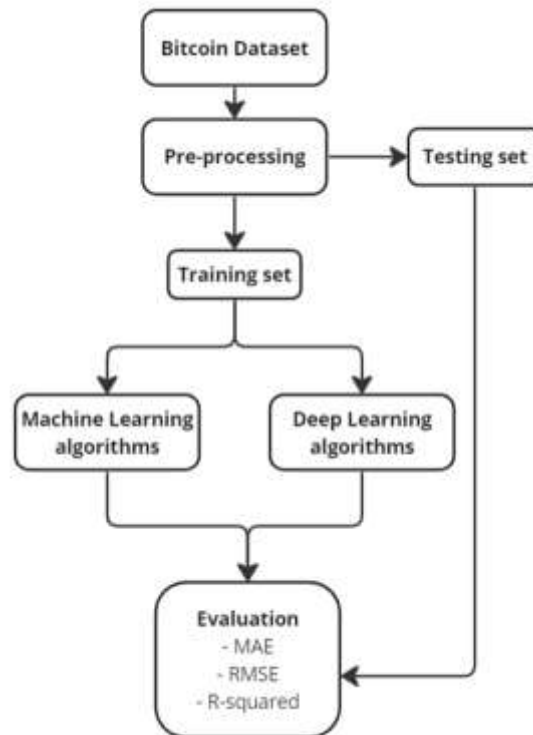 Bitcoin Dataset
Pre-processing
Testing set
Training set
Machine Learning
algorithms
Deep Learning
algorithms
Evaluation
- MAE
- RMSE
- R-squared